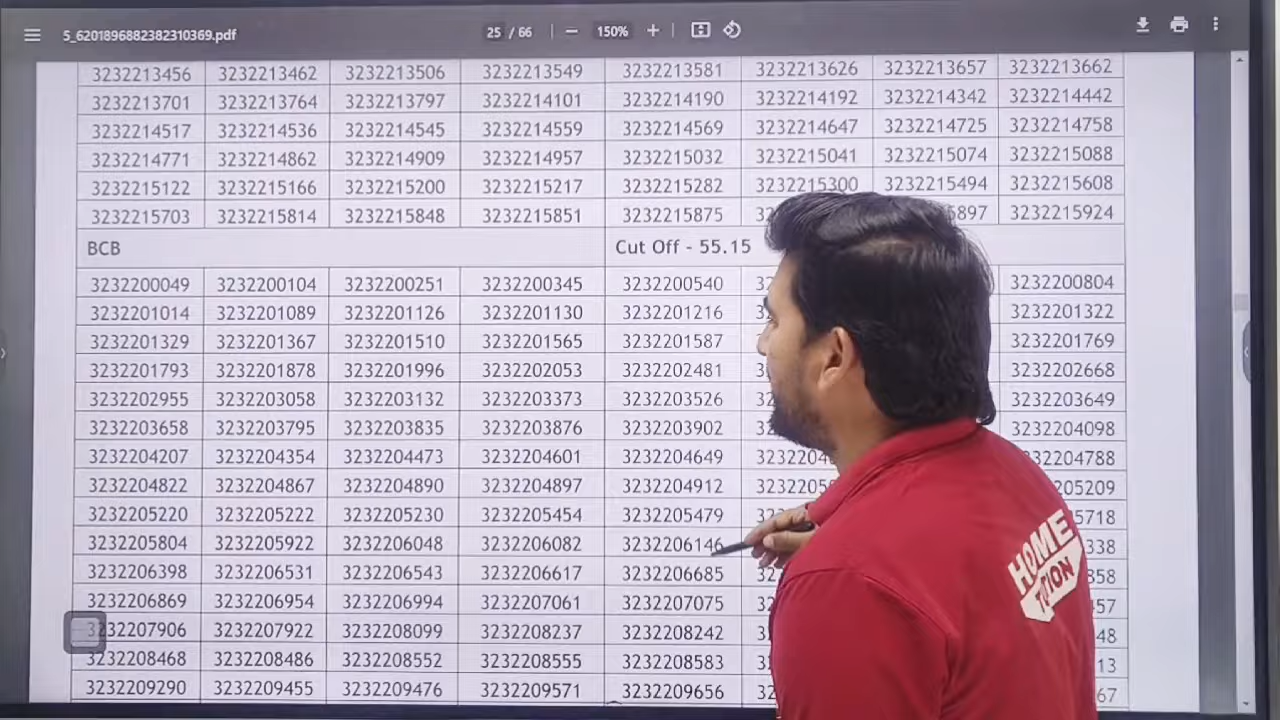 5_6201896882382310369.pdf 25 / 66 150%
3232213456 3232213462 3232213506 3232213549 3232213581 3232213626 3232213657 3232213662
3232213701 3232213764 3232213797 3232214101 3232214190 3232214192 3232214342 3232214442
3232214517 3232214536 3232214545 3232214559 3232214569 3232214647 3232214725 3232214758
3232214771 3232214862 3232214909 3232214957 3232215032 3232215041 3232215074 3232215088
3232215122 3232215166 3232215200 3232215217 3232215282 3232215300 3232215494 3232215608
3232215703 3232215814 3232215848 3232215851 3232215875 3232215924
BCB Cut Off - 55.15
3232200049 3232200104 3232200251 3232200345 3232200540 3232200804
3232201014 3232201089 3232201126 3232201130 3232201216 3232201322
3232201329 3232201367 3232201510 3232201565 3232201587 3232201769
3232201793 3232201878 3232201996 3232202053 3232202481 3232202668
3232202955 3232203058 3232203132 3232203373 3232203526 3232203649
3232203658 3232203795 3232203835 3232203876 3232203902 3232204098
3232204207 3232204354 3232204473 3232204601 3232204649 3232204788
3232204822 3232204867 3232204890 3232204897 3232204912
3232205220 3232205222 3232205230 3232205454 3232205479
3232205804 3232205922 3232206048 3232206082 3232206146
3232206398 3232206531 3232206543 3232206617 3232206685
3232206869 3232206954 3232206994 3232207061 3232207075
3232207906 3232207922 3232208099 3232208237 3232208242
3232208468 3232208486 3232208552 3232208555 3232208583
3232209290 3232209455 3232209476 3232209571 3232209656
HOME
TUTION